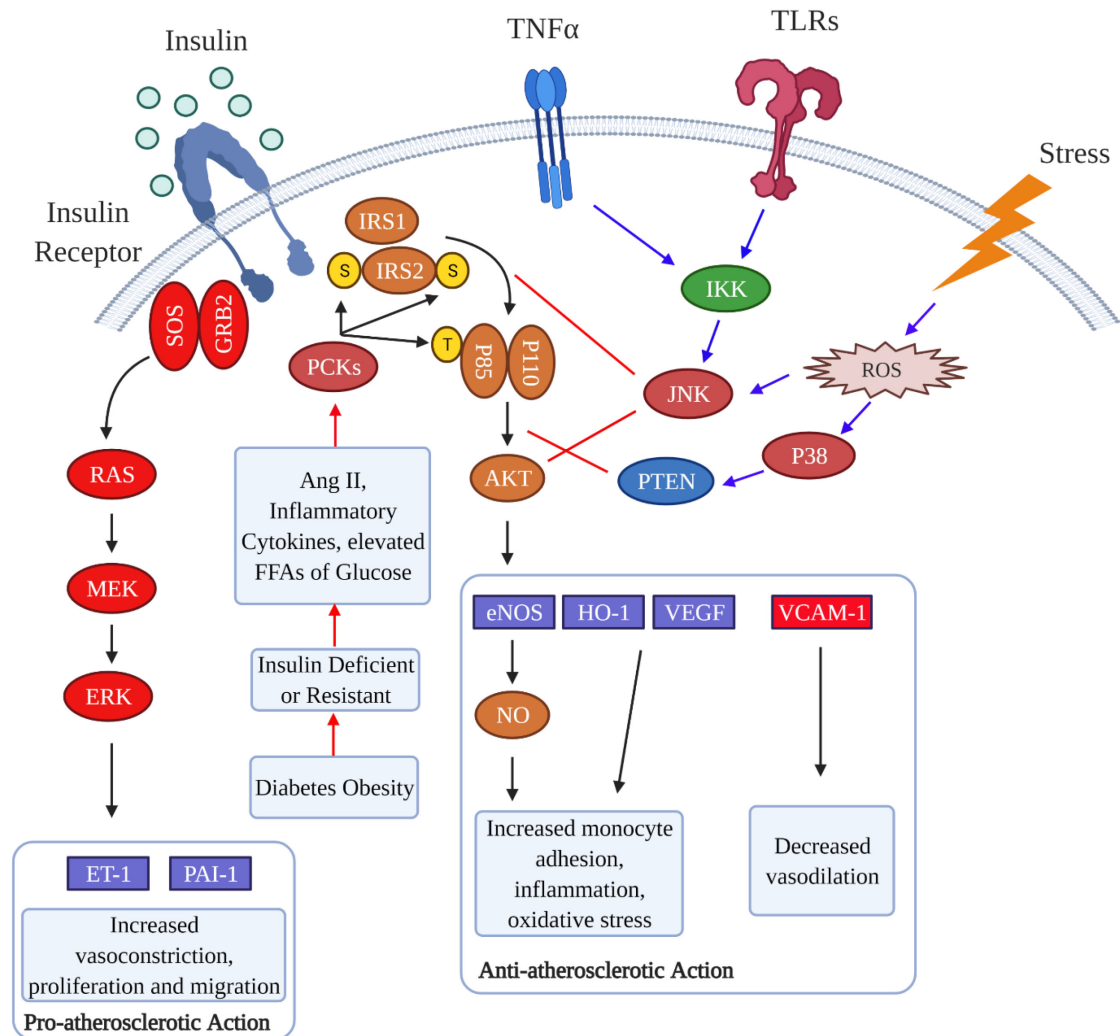 Insulin
TNFα
TLRs
Stress
Insulin
Receptor
IRS1
S
IRS2
S
IKK
SOS
GRB2
T
P85
P110
PCKs
JNK
ROS
RAS
AKT
PTEN
P38
Ang II,
Inflammatory
Cytokines, elevated
FFAs of Glucose
MEK
eNOS
HO-1
VEGF
VCAM-1
Insulin Deficient
or Resistant
ERK
NO
Diabetes Obesity
Increased monocyte
adhesion,
inflammation,
oxidative stress
Decreased
vasodilation
ET-1
PAI-1
Increased
vasoconstriction,
proliferation and migration
Anti-atherosclerotic Action
Pro-atherosclerotic Action